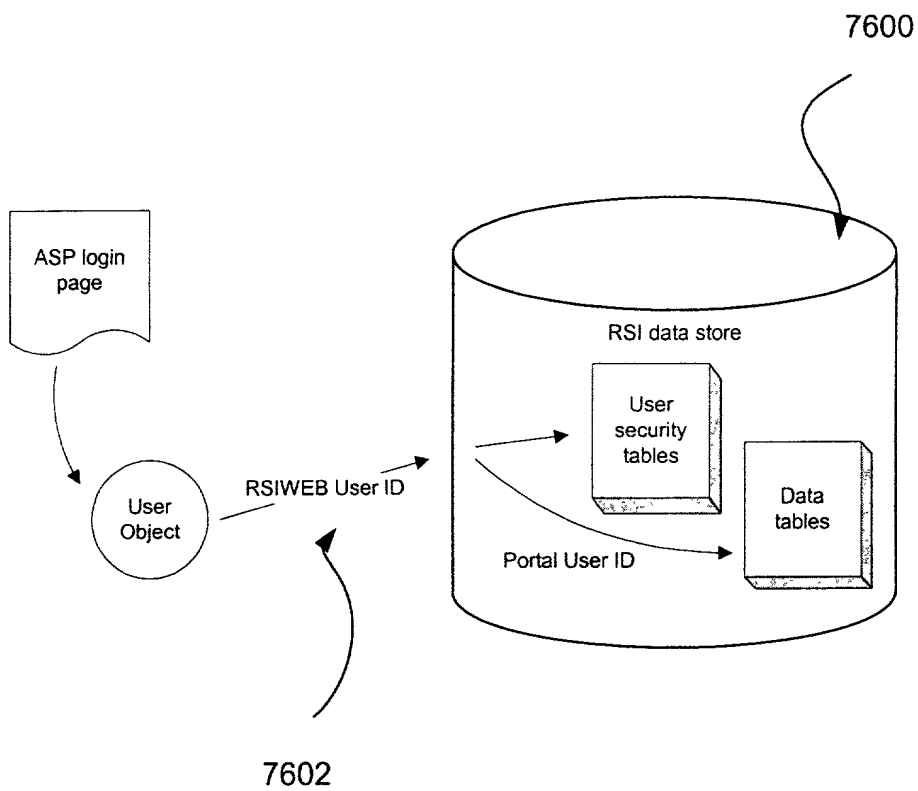 7600
ASP login
page
RSI data store
User
security
tables
RSIWEB User ID
User
Object
Data
tables
Portal User ID
7602